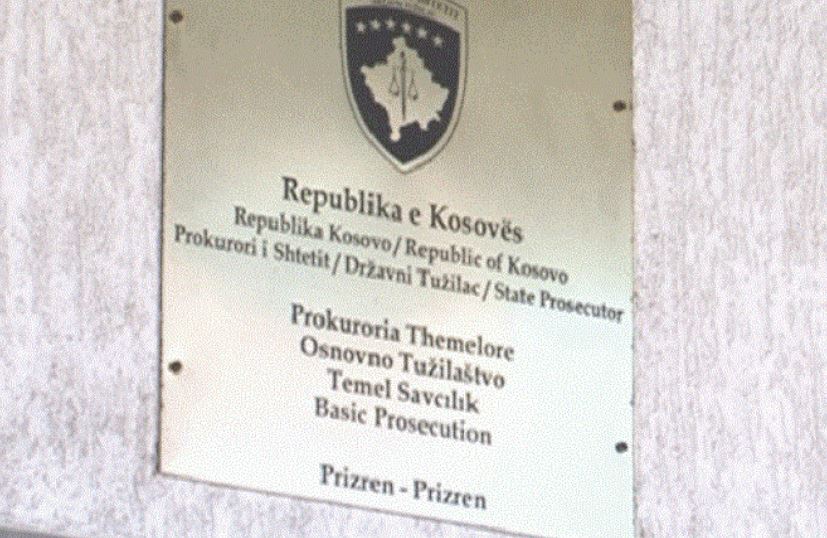 Republika e Kosovës
Republika Kosovo/Republic of Kosovo
Prokurori i Shtetit/Državni Tužilac/State Prosecutor
Prokuroria Themelore
Osnovno Tužilaštvo
Temel Savcılık
Basic Prosecution
Prizren - Prizren